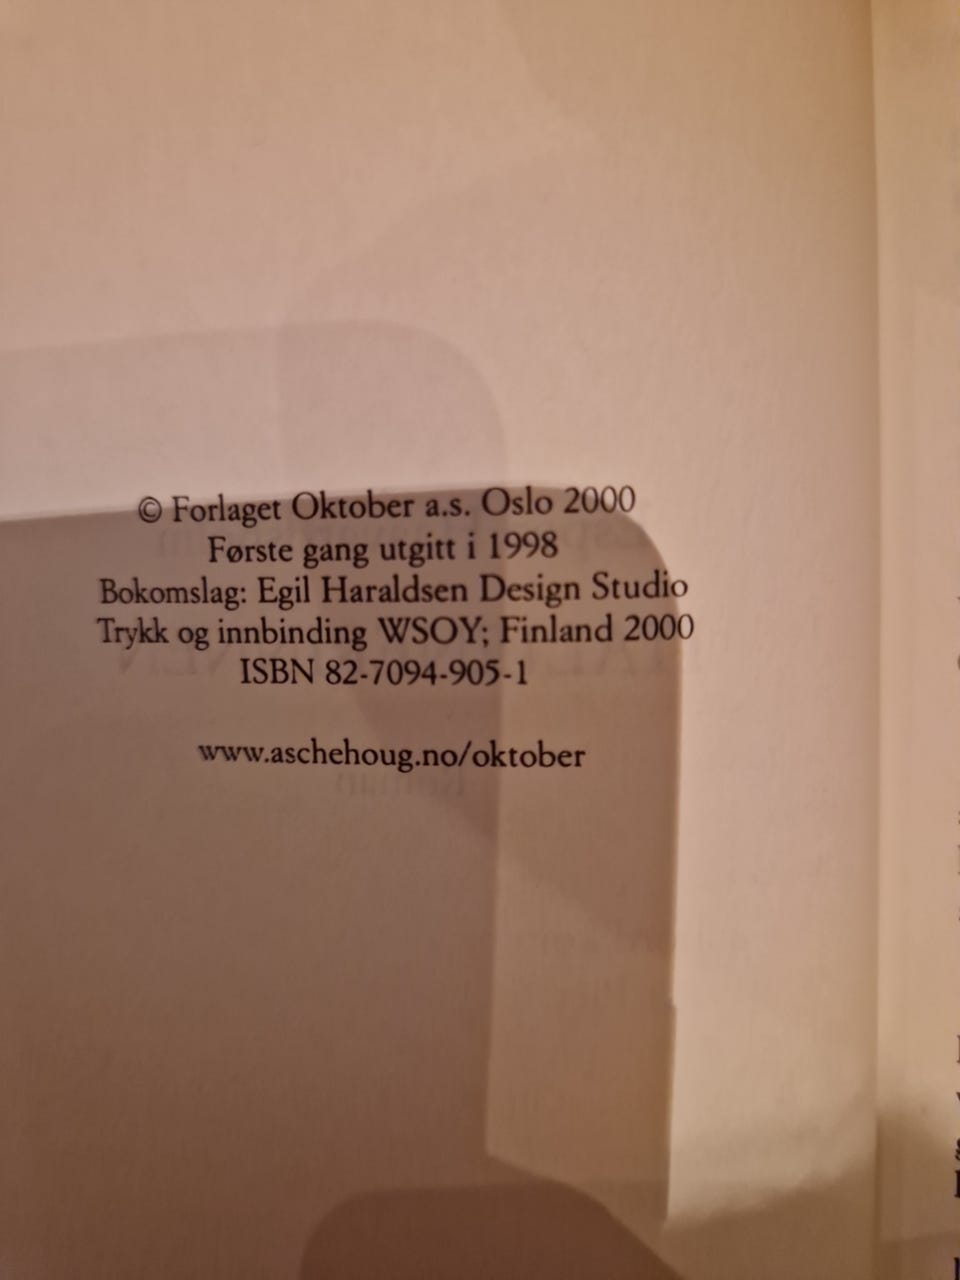 © Forlaget Oktober a.s. Oslo 2000
Første gang utgitt i 1998
Bokomslag: Egil Haraldsen Design Studio
Trykk og innbinding WSOY; Finland 2000
ISBN 82-7094-905-1
www.aschehoug.no/oktober